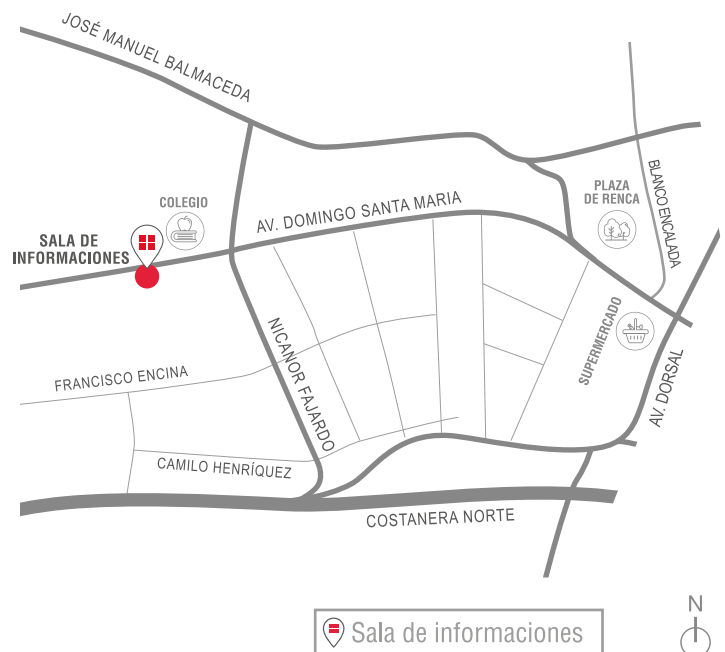 JOSÉ MANUEL BALMACEDA
COLEGIO
PLAZA
DE RENCA
BLANCO ENCALADA
AV. DOMINGO SANTA MARIA
SALA DE
INFORMACIONES
NICANOR FAJARDO
SUPERMERCADO
AV. DORSAL
FRANCISCO ENCINA
CAMILO HENRÍQUEZ
COSTANERA NORTE
Sala de informaciones
N